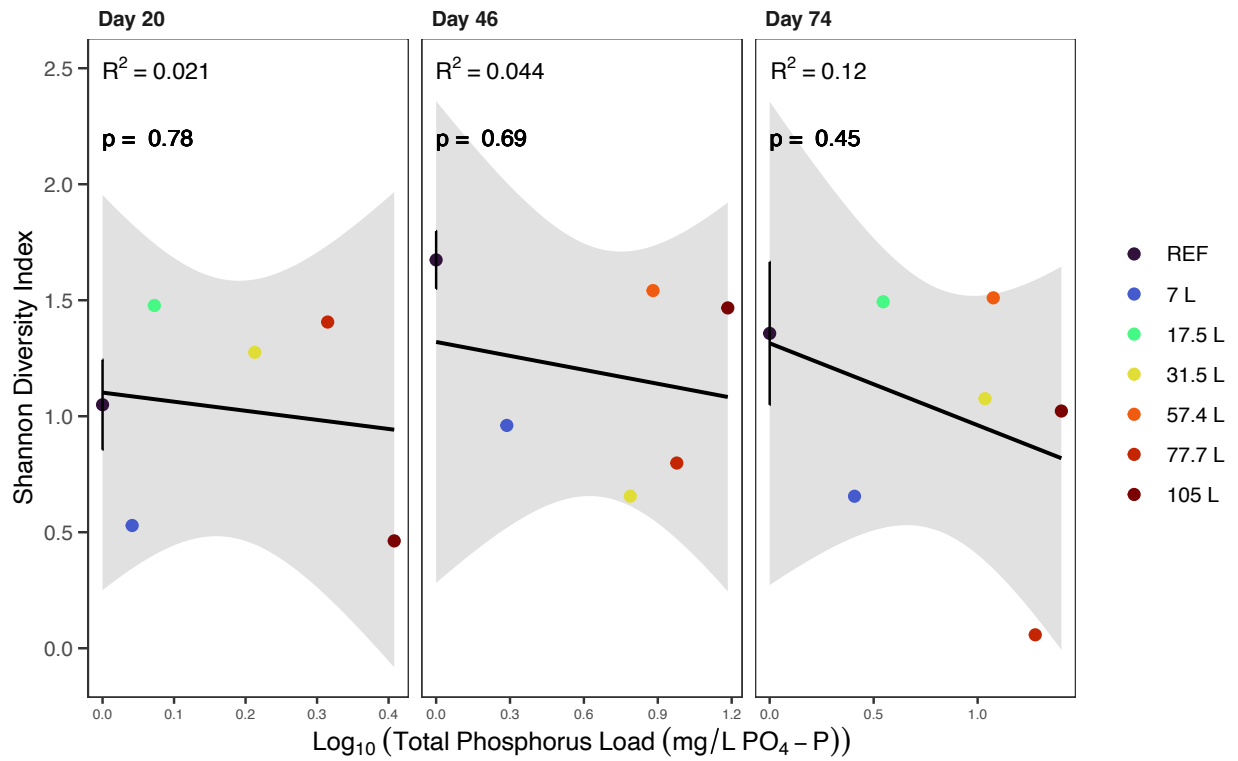 Day 20 Day 46 Day 74
R² = 0.021 R² = 0.044 R² = 0.12
p = 0.78 p = 0.69 p = 0.45
Shannon Diversity Index
2.5
2.0
1.5
1.0
0.5
0.0
REF
7 L
17.5 L
31.5 L
57.4 L
77.7 L
105 L
0.0 0.1 0.2 0.3 0.4 0.0 0.3 0.6 0.9 1.2 0.0 0.5 1.0
Log₁₀ (Total Phosphorus Load (mg/L PO₄ − P))